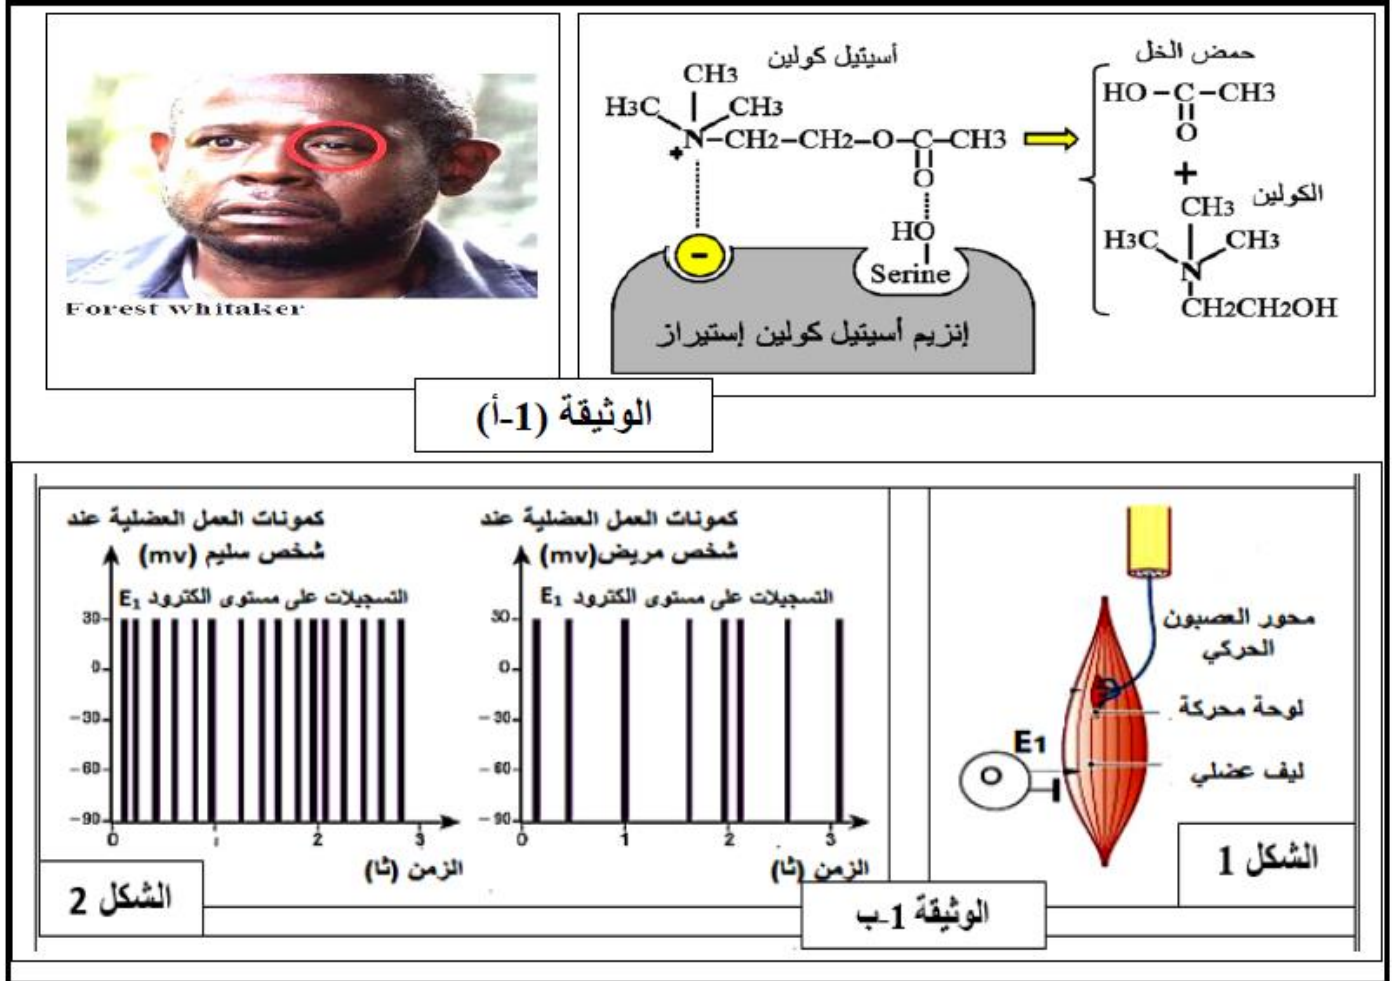 Forest whitaker
أسيتيل كولين
CH3
H3C
CH3
N–CH2–CH2–O–C–CH3
+
O
HO
Serine
-
إنزيم أسيتيل كولين إستيراز
حمض الخل
HO–C–CH3
O
+
الكولين
CH3
H3C
CH3
N
CH2CH2OH
الوثيقة (1-أ)
محور العصبون
الحركي
لوحة محركة
ليف عضلي
E1
O
الشكل 1
كمونات العمل العضلية عند
شخص مريض(mv)
التسجيلات على مستوى الكترود E1
30
0
-30
-60
-90
0
1
2
3
الزمن (ثا)
كمونات العمل العضلية عند
شخص سليم (mv)
التسجيلات على مستوى الكترود E1
30
0
-30
-60
-90
0
1
2
3
الزمن (ثا)
الشكل 2
الوثيقة 1-ب